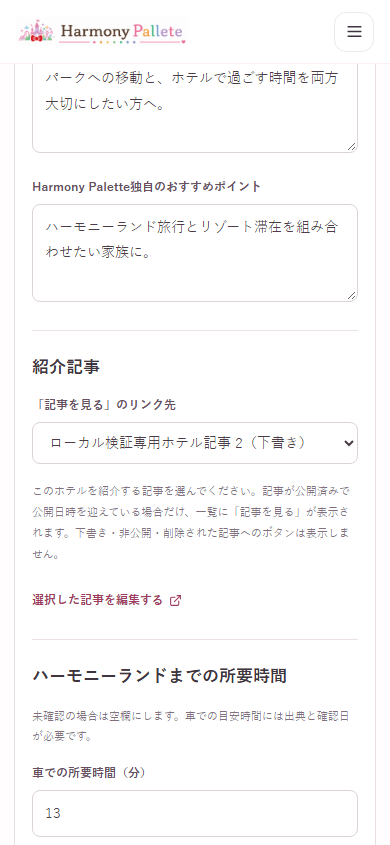 Harmony Pallete
パークへの移動と、ホテルで過ごす時間を両方
大切にしたい方へ。
Harmony Palette独自のおすすめポイント
ハーモニーランド旅行とリゾート滞在を組み合
わせたい家族に。
紹介記事
「記事を見る」のリンク先
ローカル検証専用ホテル記事 2（下書き）
このホテルを紹介する記事を選んでください。記事が公開済みで
公開日時を迎えている場合だけ、一覧に「記事を見る」が表示さ
れます。下書き・非公開・削除された記事へのボタンは表示しま
せん。
選択した記事を編集する
ハーモニーランドまでの所要時間
未確認の場合は空欄にします。車での目安時間には出典と確認日
が必要です。
車での所要時間（分）
13